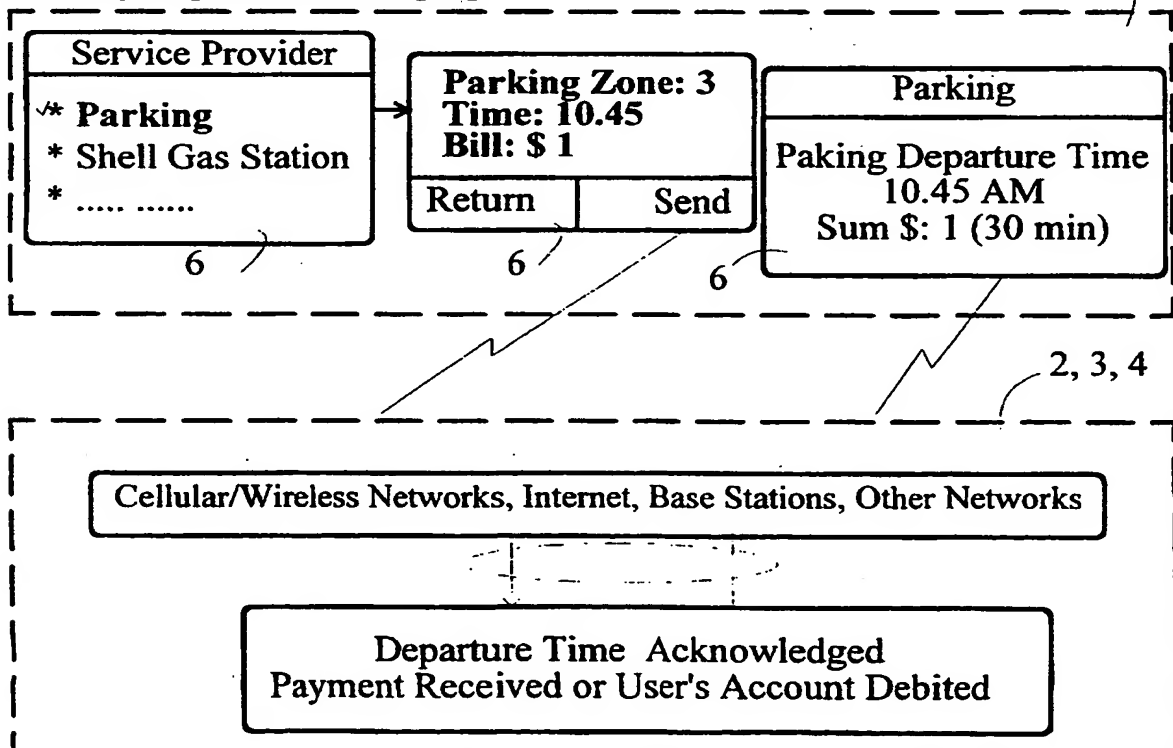 Service Provider
* Parking
* Shell Gas Station
* ..... ......
6
Parking Zone: 3
Time: 10.45
Bill: $ 1
Return Send
6
Parking
Paking Departure Time
10.45 AM
Sum $: 1 (30 min)
6
2, 3, 4
Cellular/Wireless Networks, Internet, Base Stations, Other Networks
Departure Time Acknowledged
Payment Received or User's Account Debited